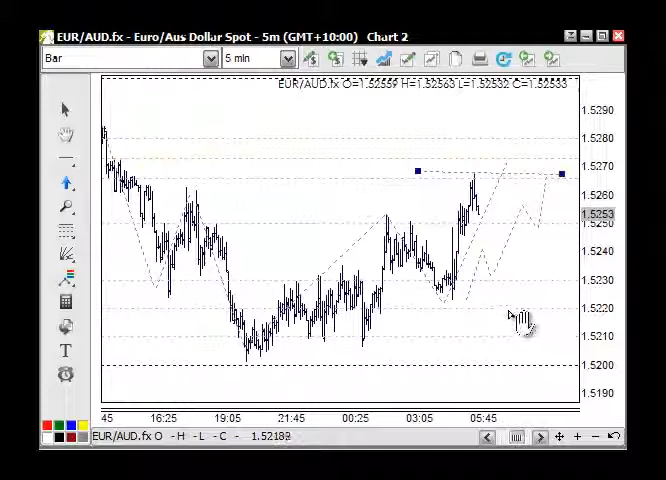 EUR/AUD.fx - Euro/Aus Dollar Spot - 5m (GMT+10:00) Chart 2
Bar 5 min
EUR/AUD.fx O=1.52559 H=1.52563 L=1.52532 C=1.52533
1.5290
1.5280
1.5270
1.5260
1.5253
1.5250
1.5240
1.5230
1.5220
1.5210
1.5200
1.5190
T
45 16:25 19:05 21:45 00:25 03:05 05:45
EUR/AUD.fx O -H -L -C - 1.52182